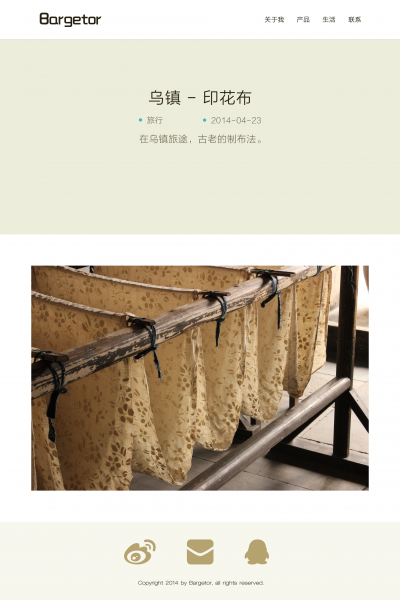 Bargetor
关于我 产品 生活 联系
乌镇 - 印花布
旅行 2014-04-23
在乌镇旅途，古老的制布法。
Copyright 2014 by Bargetor, all rights reserved.